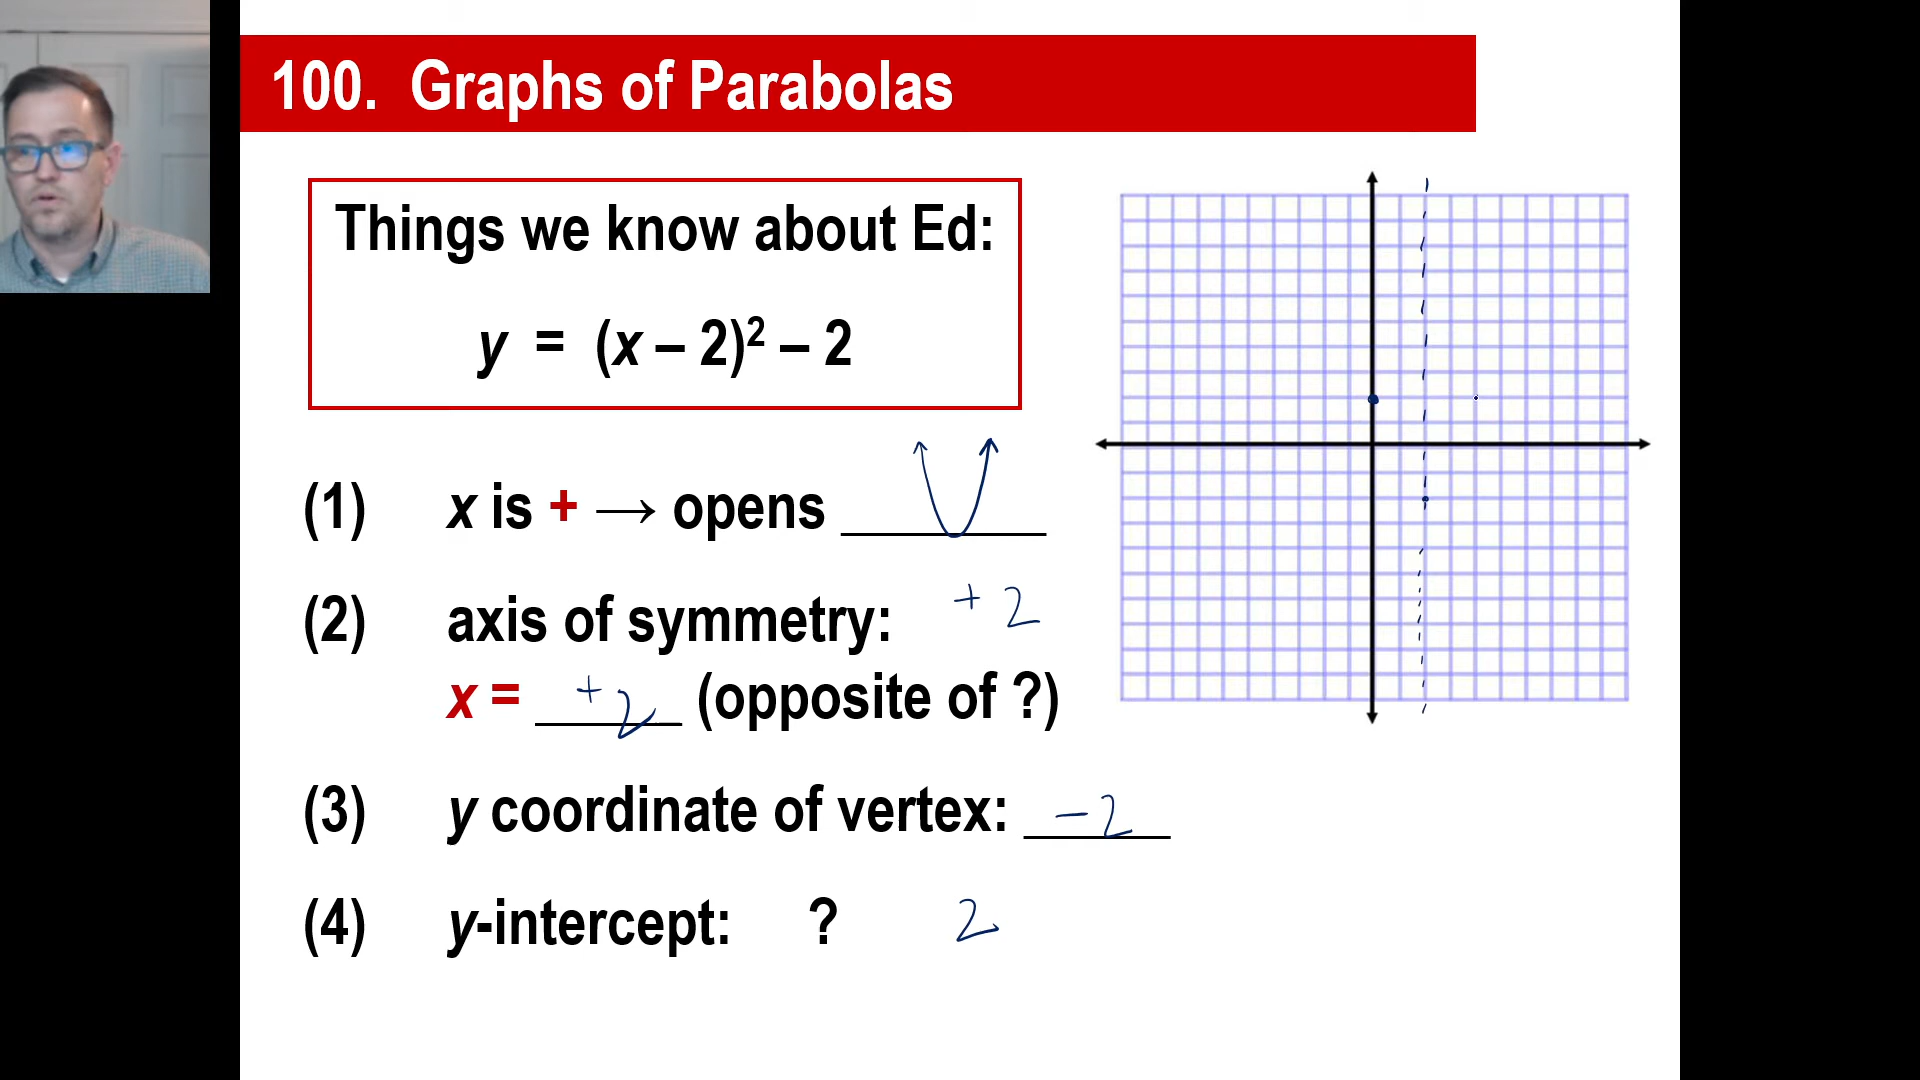 100. Graphs of Parabolas
Things we know about Ed:
y = (x – 2)² – 2
(1) x is + → opens
(2) axis of symmetry: +2
x = +2 (opposite of ?)
(3) y coordinate of vertex: -2
(4) y-intercept: ? 2